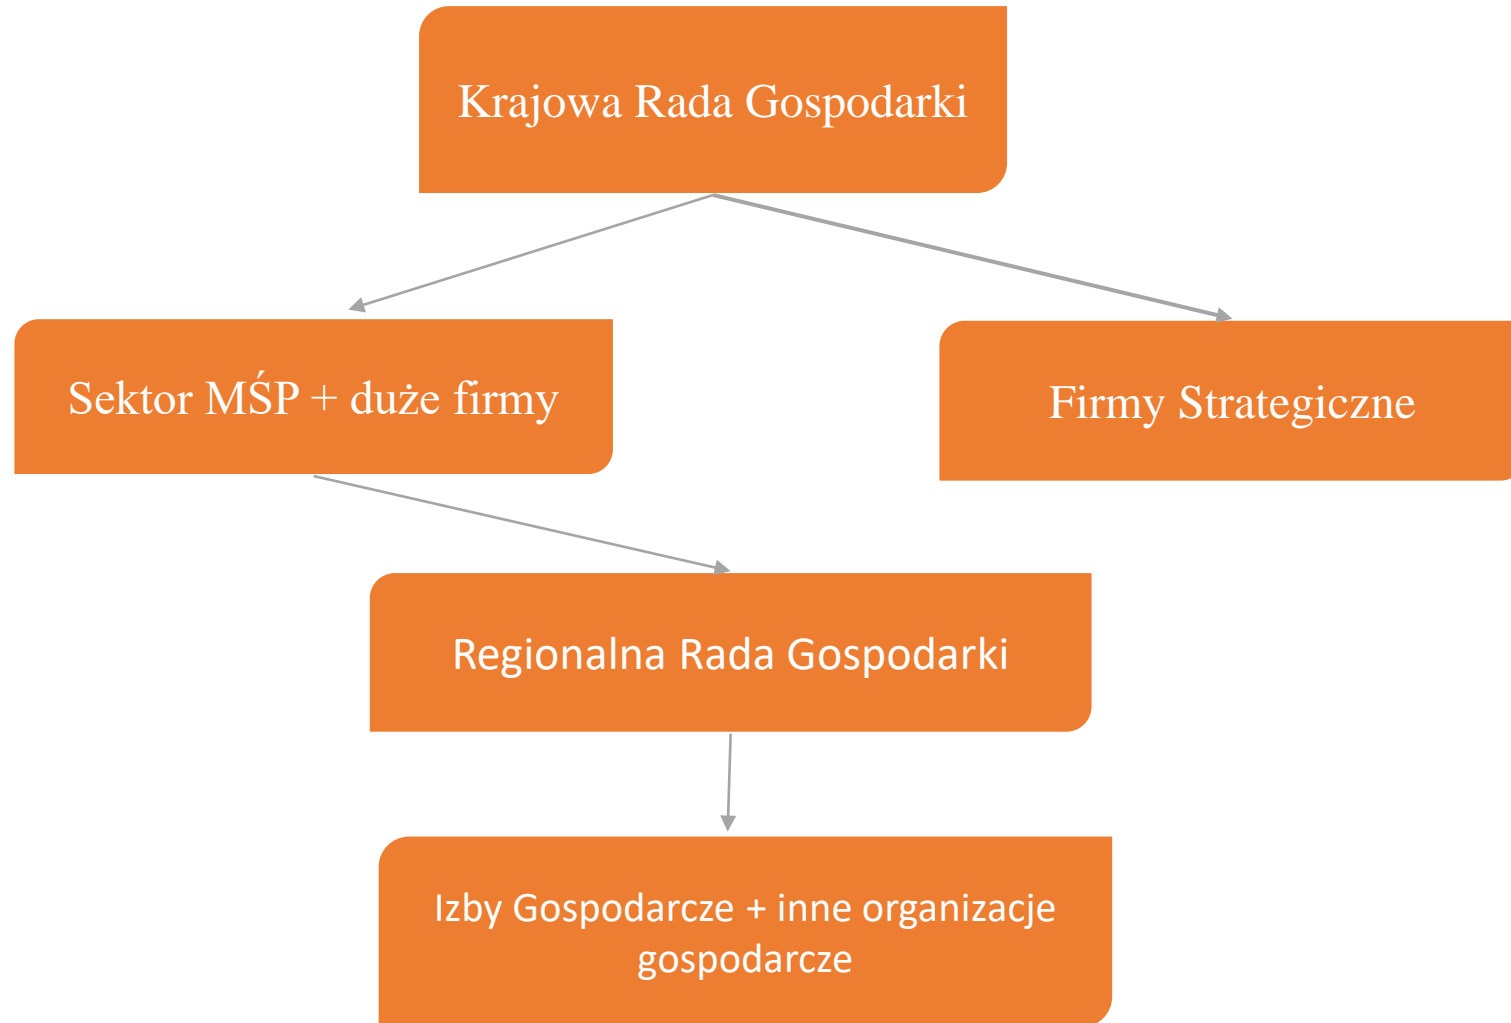 Krajowa Rada Gospodarki
Sektor MŚP + duże firmy
Firmy Strategiczne
Regionalna Rada Gospodarki
Izby Gospodarcze + inne organizacje
gospodarcze